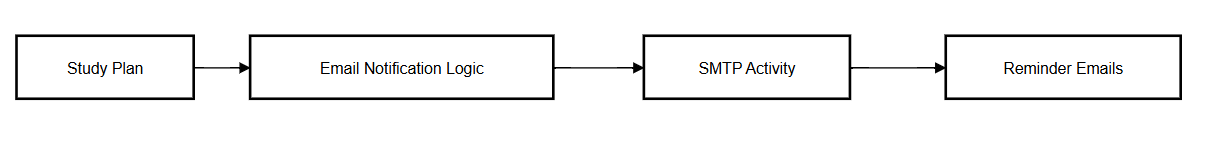 Study Plan
Email Notification Logic
SMTP Activity
Reminder Emails